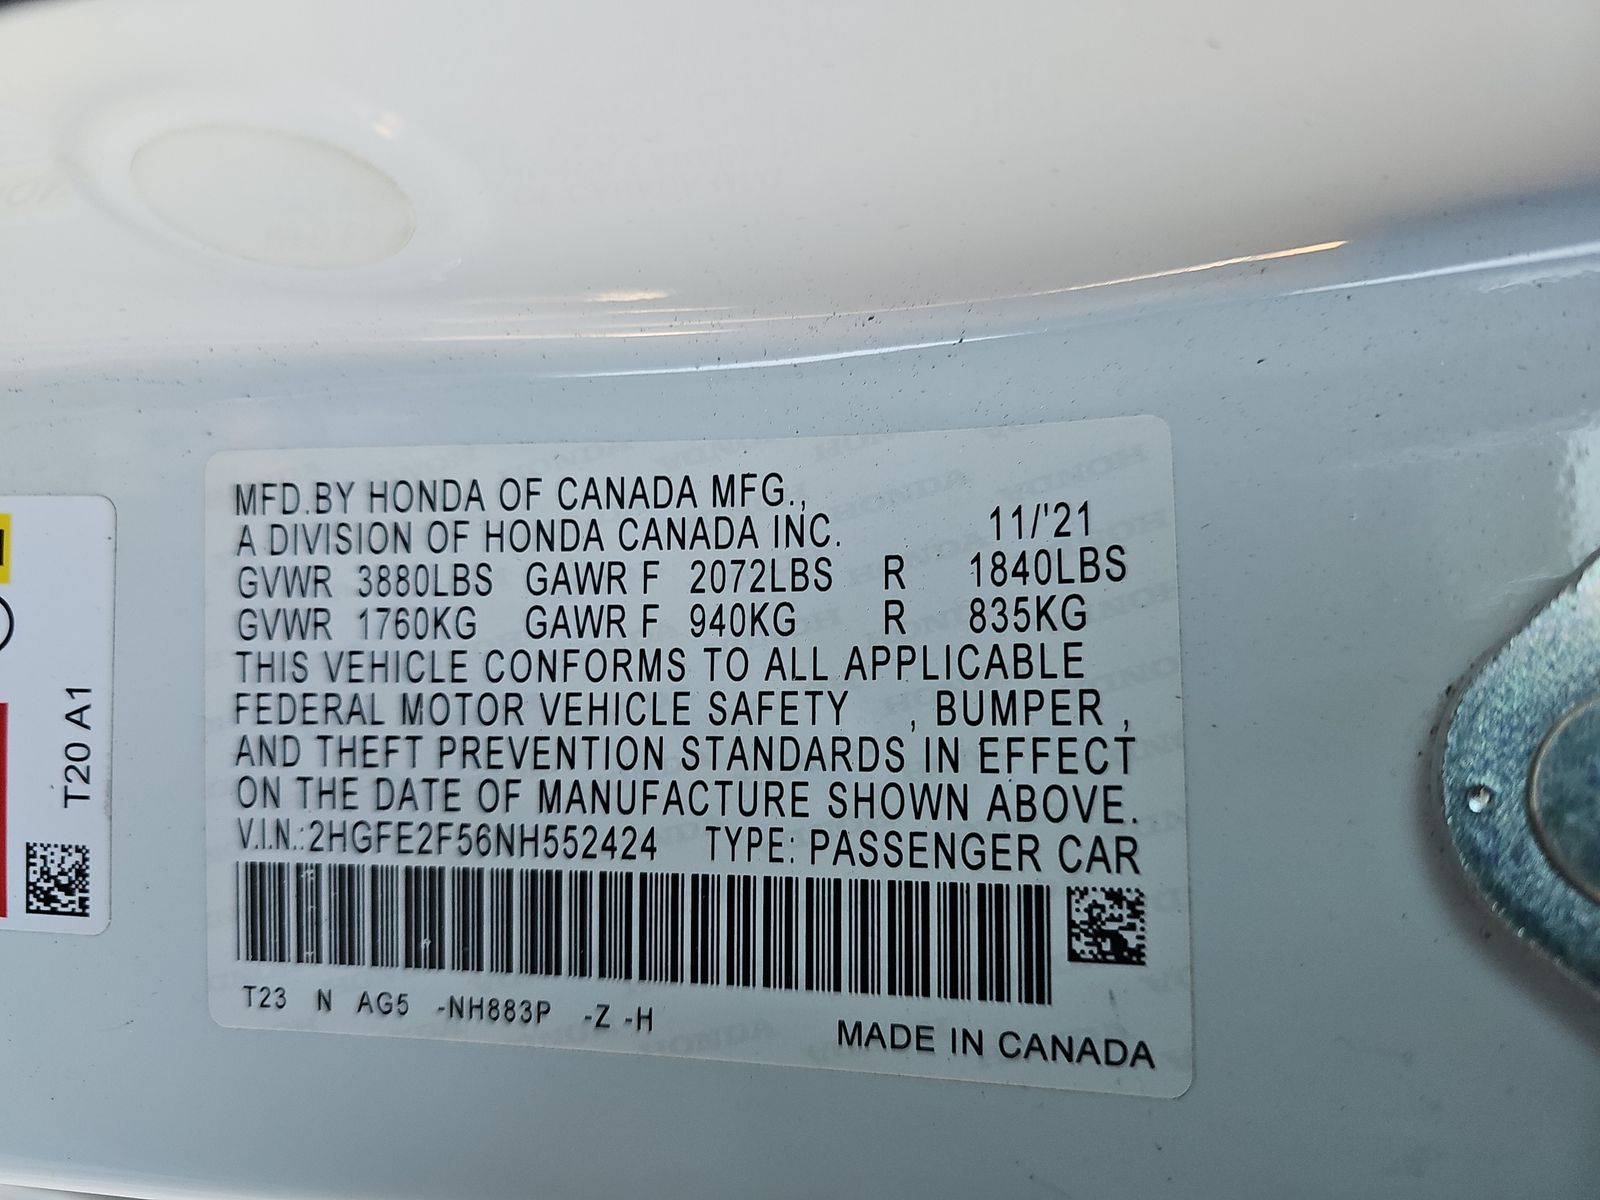 MFD.BY HONDA OF CANADA MFG.,
A DIVISION OF HONDA CANADA INC. 11/'21
GVWR 3880LBS GAWR F 2072LBS R 1840LBS
GVWR 1760KG GAWR F 940KG R 835KG
THIS VEHICLE CONFORMS TO ALL APPLICABLE
FEDERAL MOTOR VEHICLE SAFETY , BUMPER ,
AND THEFT PREVENTION STANDARDS IN EFFECT
ON THE DATE OF MANUFACTURE SHOWN ABOVE.
V.I.N.:2HGFE2F56NH552424 TYPE: PASSENGER CAR
T23 N AG5 -NH883P -Z -H
MADE IN CANADA
T20 A1